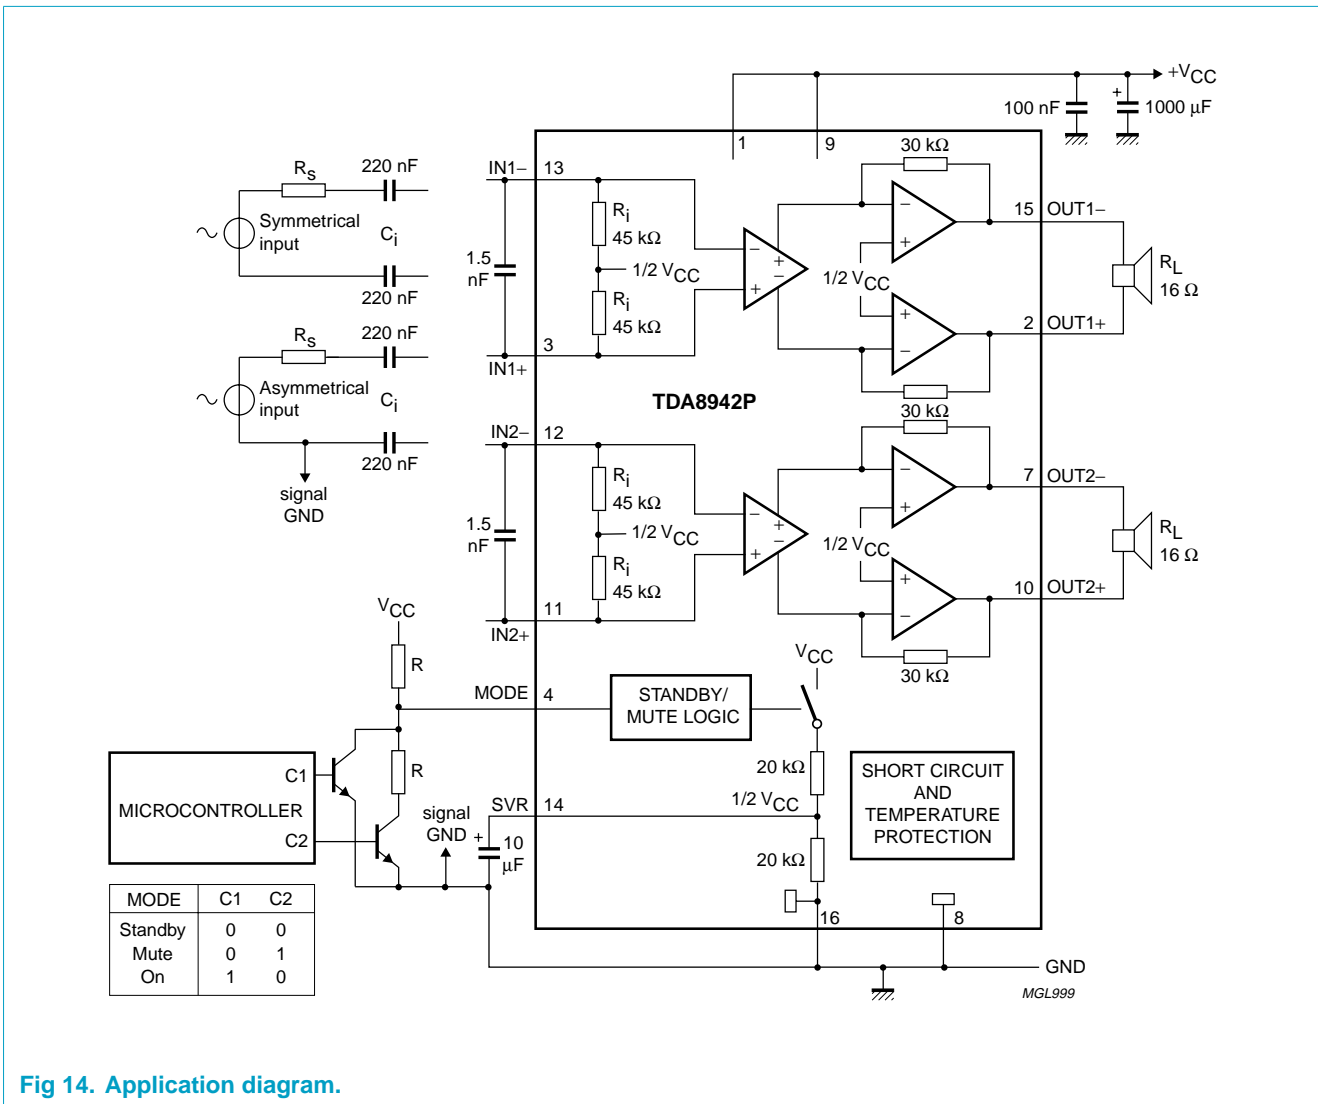 +VCC
100 nF
+
1000 μF
1
9
30 kΩ
220 nF
RS
IN1−
13
Symmetrical
input
Ci
220 nF
Ri
45 kΩ
1.5
nF
1/2 VCC
Ri
45 kΩ
−
+
−
+
−
+
1/2 VCC
+
−
15
OUT1−
RL
16 Ω
2
OUT1+
220 nF
RS
3
IN1+
Asymmetrical
input
Ci
220 nF
signal
GND
TDA8942P
30 kΩ
30 kΩ
IN2−
12
Ri
45 kΩ
1.5
nF
1/2 VCC
Ri
45 kΩ
−
+
−
+
−
+
1/2 VCC
+
−
7
OUT2−
RL
16 Ω
10
OUT2+
11
IN2+
30 kΩ
VCC
R
MODE
4
STANDBY/
MUTE LOGIC
VCC
R
C1
MICROCONTROLLER
C2
signal
GND
SVR
14
+
10
μF
20 kΩ
1/2 VCC
20 kΩ
SHORT CIRCUIT
AND
TEMPERATURE
PROTECTION
16
8
GND
MODE C1 C2
Standby 0 0
Mute 0 1
On 1 0
MGL999
Fig 14. Application diagram.